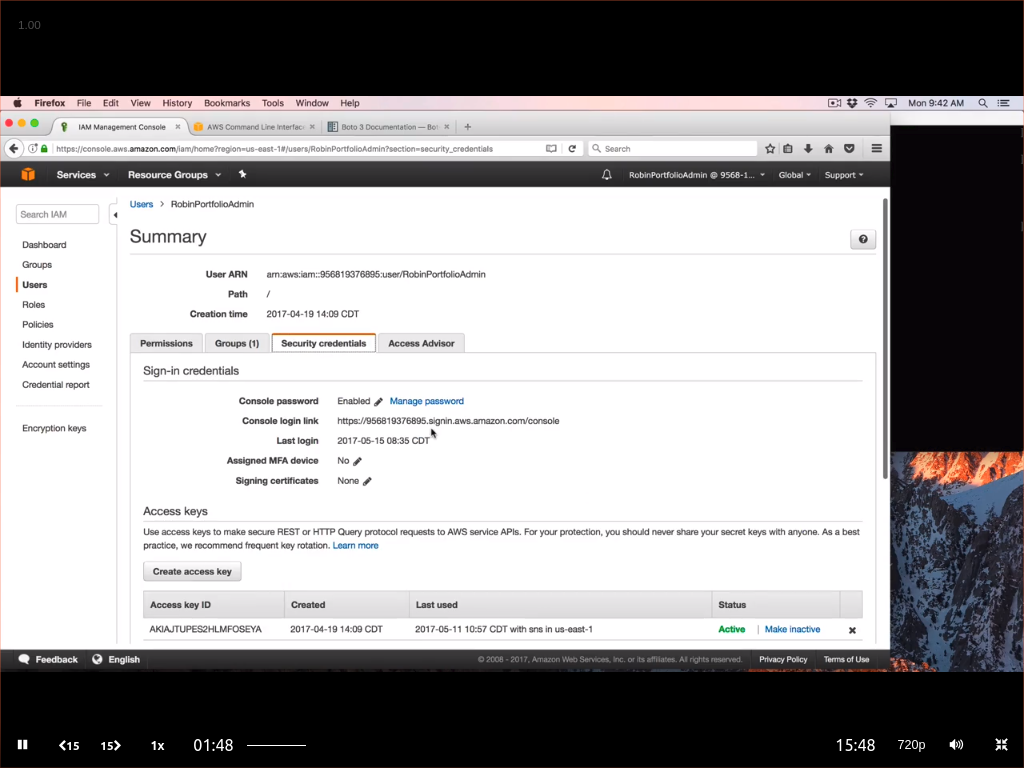 1.00
Firefox File Edit View History Bookmarks Tools Window Help Mon 9:42 AM
IAM Management Console AWS Command Line Interfac Boto 3 Documentation — Bo
https://console.aws.amazon.com/iam/home?region=us-east-1#/users/RobinPortfolioAdmin?section=security_credentials Search
Services Resource Groups RobinPortfolioAdmin @ 9568-1... Global Support
Search IAM
Dashboard
Groups
Users
Roles
Policies
Identity providers
Account settings
Credential report
Encryption keys
Users > RobinPortfolioAdmin
Summary
User ARN arn:aws:iam::956819376895:user/RobinPortfolioAdmin
Path /
Creation time 2017-04-19 14:09 CDT
Permissions Groups (1) Security credentials Access Advisor
Sign-in credentials
Console password Enabled Manage password
Console login link https://956819376895.signin.aws.amazon.com/console
Last login 2017-05-15 08:35 CDT
Assigned MFA device No
Signing certificates None
Access keys
Use access keys to make secure REST or HTTP Query protocol requests to AWS service APIs. For your protection, you should never share your secret keys with anyone. As a best
practice, we recommend frequent key rotation. Learn more
Create access key
Access key ID Created Last used Status
AKIAJTUPES2HLMFOSEYA 2017-04-19 14:09 CDT 2017-05-11 10:57 CDT with sns in us-east-1 Active | Make inactive
Feedback English © 2008 - 2017, Amazon Web Services, Inc. or its affiliates. All rights reserved. Privacy Policy Terms of Use
15 15 1x 01:48 15:48 720p